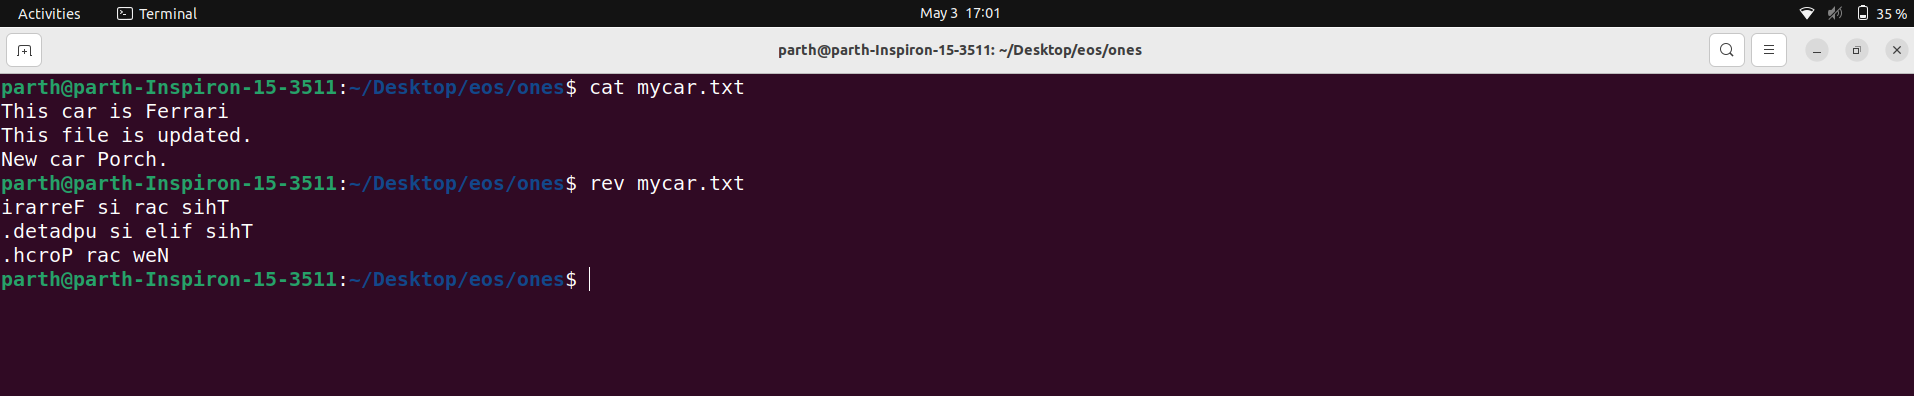 Activities Terminal May 3 17:01 35 %
parth@parth-Inspiron-15-3511: ~/Desktop/eos/ones
parth@parth-Inspiron-15-3511:~/Desktop/eos/ones$ cat mycar.txt
This car is Ferrari
This file is updated.
New car Porch.
parth@parth-Inspiron-15-3511:~/Desktop/eos/ones$ rev mycar.txt
irarreF si rac sihT
.detadpu si elif sihT
.hcroP rac weN
parth@parth-Inspiron-15-3511:~/Desktop/eos/ones$